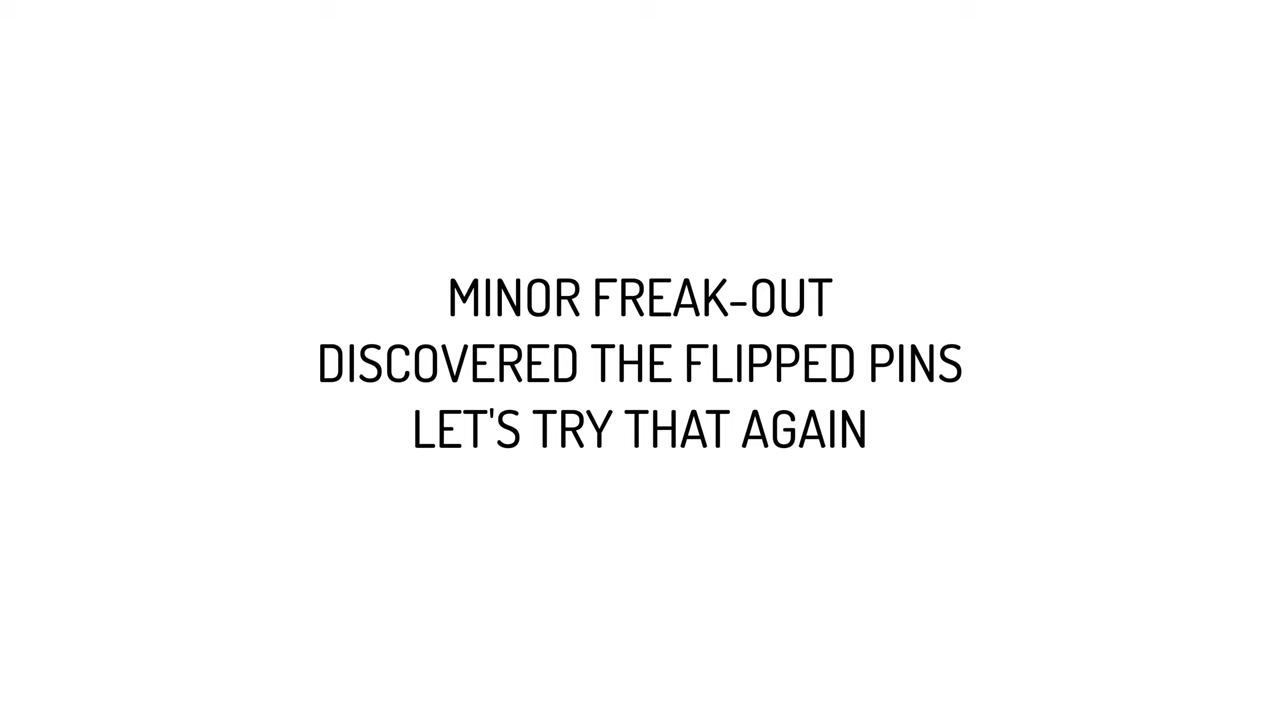 MINOR FREAK-OUT
DISCOVERED THE FLIPPED PINS
LET'S TRY THAT AGAIN